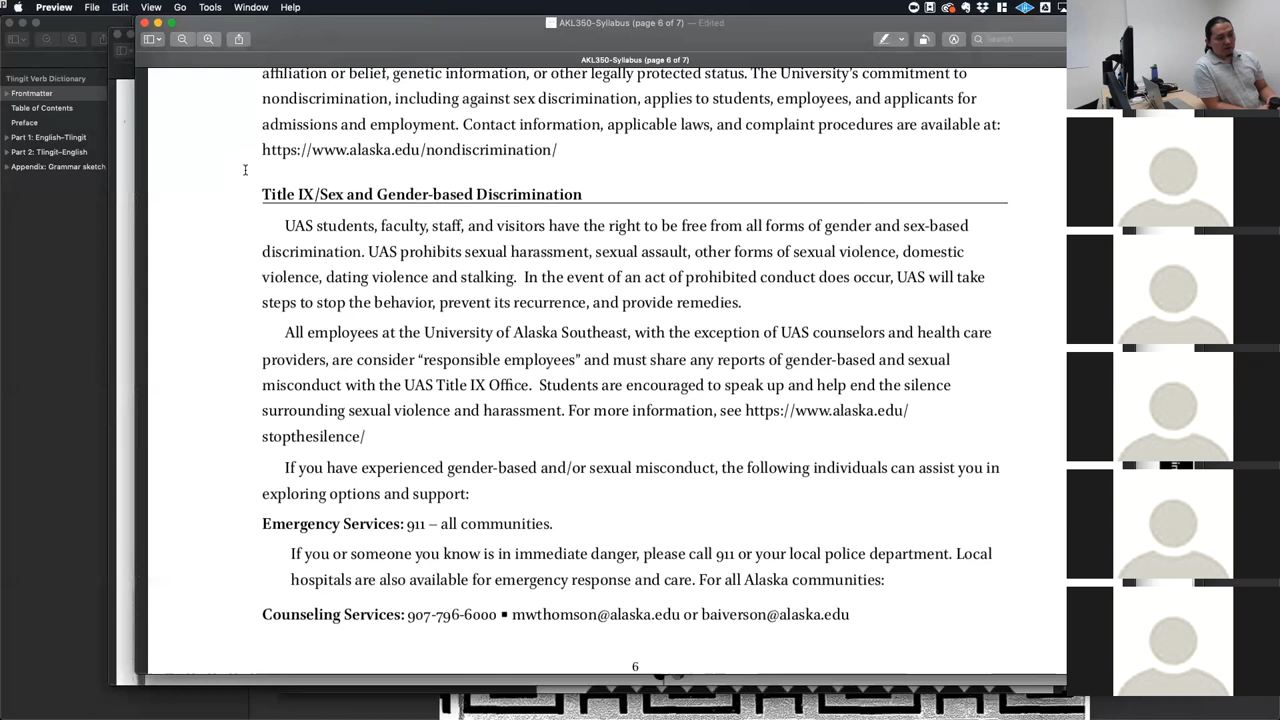 Preview File Edit View Go Tools Window Help
AKL350-Syllabus (page 6 of 7) — Edited
Search
AKL350-Syllabus (page 6 of 7)
Tlingit Verb Dictionary
Frontmatter
Table of Contents
Preface
Part 1: English–Tlingit
Part 2: Tlingit–English
Appendix: Grammar sketch
affiliation or belief, genetic information, or other legally protected status. The University's commitment to
nondiscrimination, including against sex discrimination, applies to students, employees, and applicants for
admissions and employment. Contact information, applicable laws, and complaint procedures are available at:
https://www.alaska.edu/nondiscrimination/
Title IX/Sex and Gender-based Discrimination
UAS students, faculty, staff, and visitors have the right to be free from all forms of gender and sex-based
discrimination. UAS prohibits sexual harassment, sexual assault, other forms of sexual violence, domestic
violence, dating violence and stalking. In the event of an act of prohibited conduct does occur, UAS will take
steps to stop the behavior, prevent its recurrence, and provide remedies.
All employees at the University of Alaska Southeast, with the exception of UAS counselors and health care
providers, are consider “responsible employees” and must share any reports of gender-based and sexual
misconduct with the UAS Title IX Office. Students are encouraged to speak up and help end the silence
surrounding sexual violence and harassment. For more information, see https://www.alaska.edu/
stopthesilence/
If you have experienced gender-based and/or sexual misconduct, the following individuals can assist you in
exploring options and support:
Emergency Services: 911 – all communities.
If you or someone you know is in immediate danger, please call 911 or your local police department. Local
hospitals are also available for emergency response and care. For all Alaska communities:
Counseling Services: 907-796-6000 ▪ mwthomson@alaska.edu or baiverson@alaska.edu
6